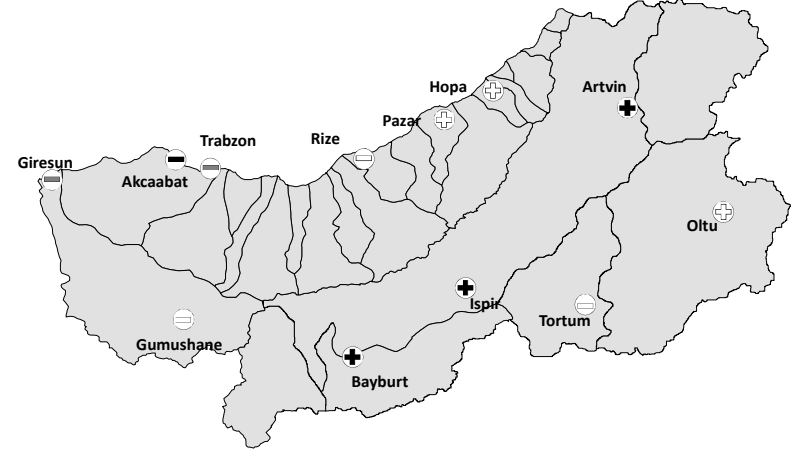 Hopa
Artvin
Pazar
Trabzon
Rize
Giresun
Akcaabat
Oltu
Ispir
Tortum
Gumushane
Bayburt